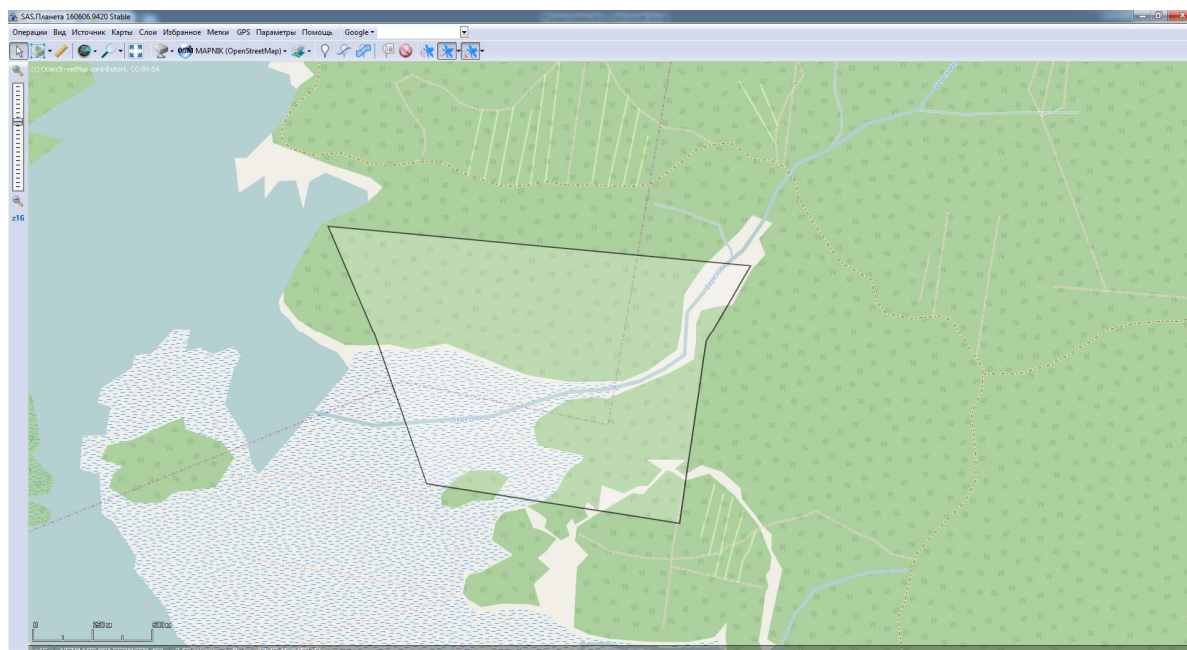 SAS.Планета 160606.9420 Stable
Операции Вид Источник Карты Слои Избранное Метки GPS Параметры Помощь Google
MAPNIK (OpenStreetMap)
(c) OpenStreetMap contributors, CC-BY-SA
z16
0 250 м 500 м